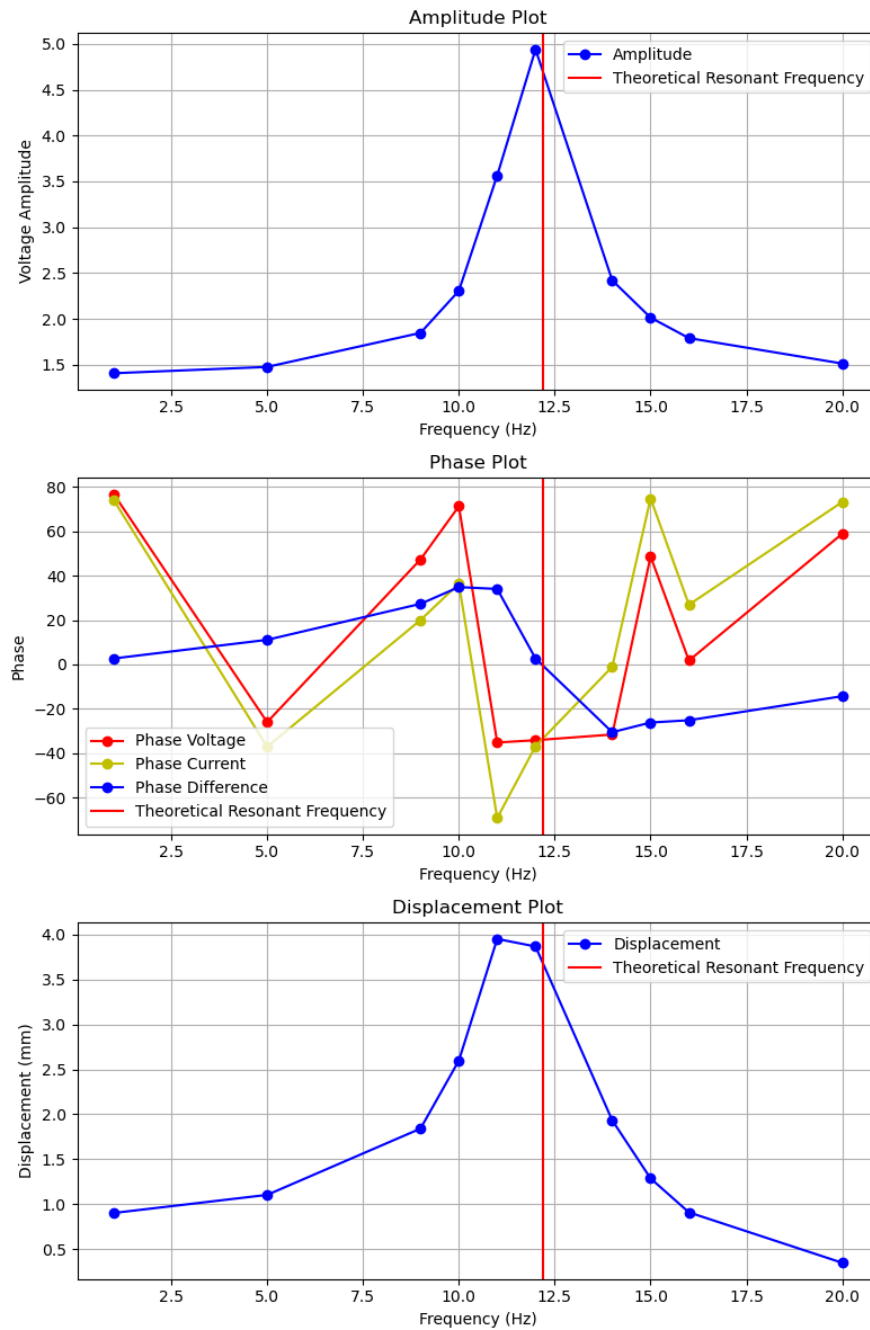 Amplitude Plot
5.0
4.5
4.0
3.5
3.0
2.5
2.0
1.5
Voltage Amplitude
Amplitude
Theoretical Resonant Frequency
2.5 5.0 7.5 10.0 12.5 15.0 17.5 20.0
Frequency (Hz)
Phase Plot
80
60
40
20
0
−20
−40
−60
Phase
Phase Voltage
Phase Current
Phase Difference
Theoretical Resonant Frequency
2.5 5.0 7.5 10.0 12.5 15.0 17.5 20.0
Frequency (Hz)
Displacement Plot
4.0
3.5
3.0
2.5
2.0
1.5
1.0
0.5
Displacement (mm)
Displacement
Theoretical Resonant Frequency
2.5 5.0 7.5 10.0 12.5 15.0 17.5 20.0
Frequency (Hz)